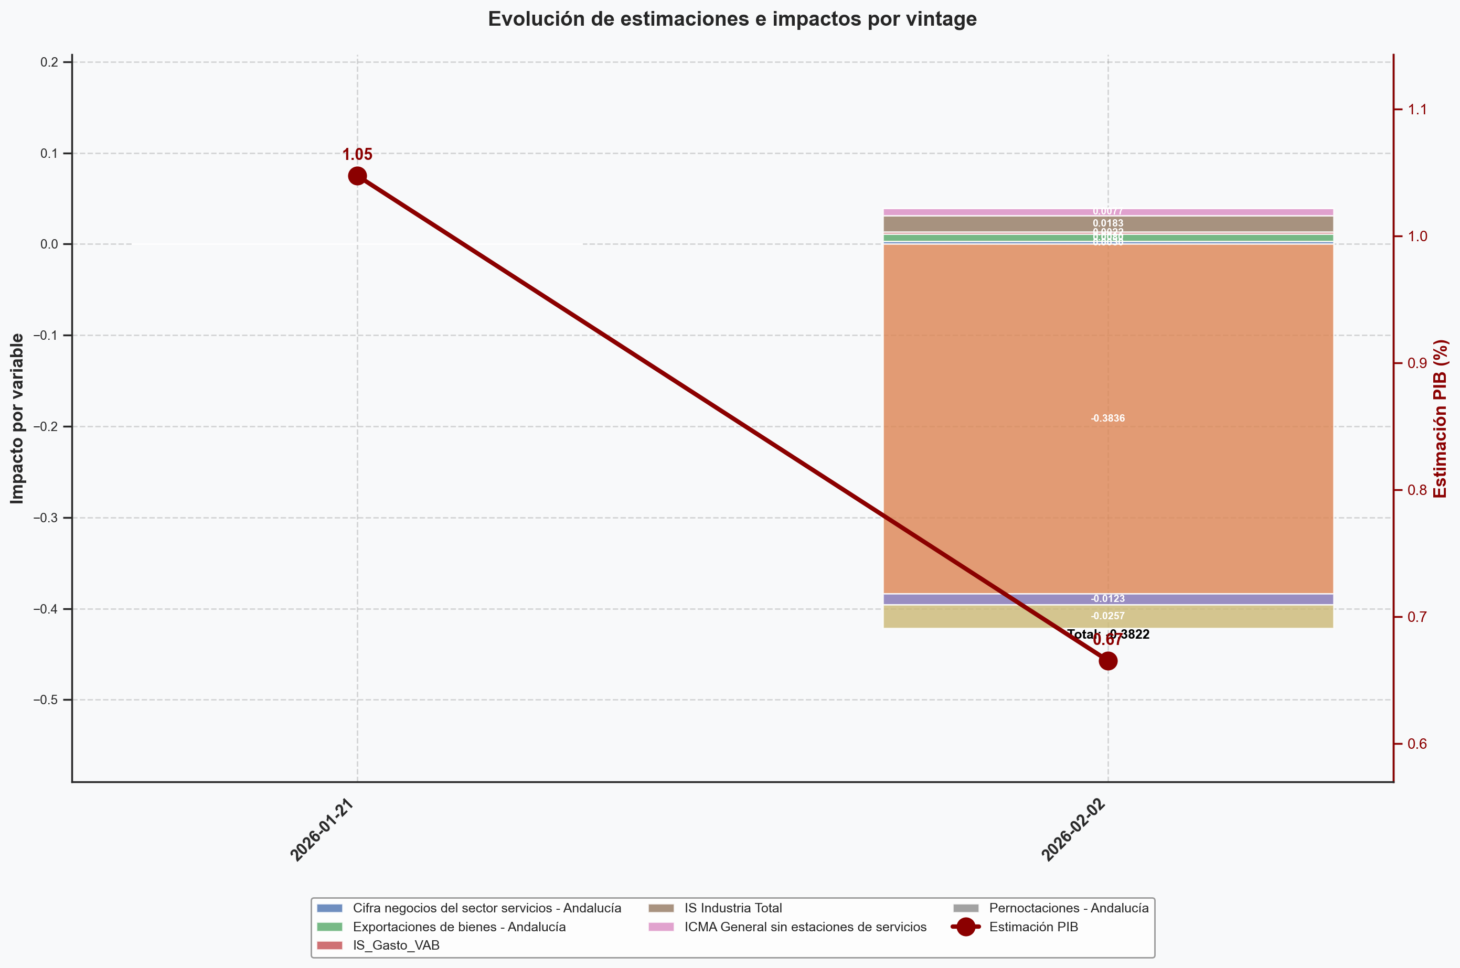 Evolución de estimaciones e impactos por vintage
0.2
0.1
0.0
−0.1
−0.2
−0.3
−0.4
−0.5
Impacto por variable
1.1
1.0
0.9
0.8
0.7
0.6
Estimación PIB (%)
1.05
0.0077
0.0183
-0.3836
-0.0123
-0.0257
Total: -0.3822
0.67
2026-01-21
2026-02-02
Cifra negocios del sector servicios - Andalucía
Exportaciones de bienes - Andalucía
IS_Gasto_VAB
IS Industria Total
ICMA General sin estaciones de servicios
Pernoctaciones - Andalucía
Estimación PIB